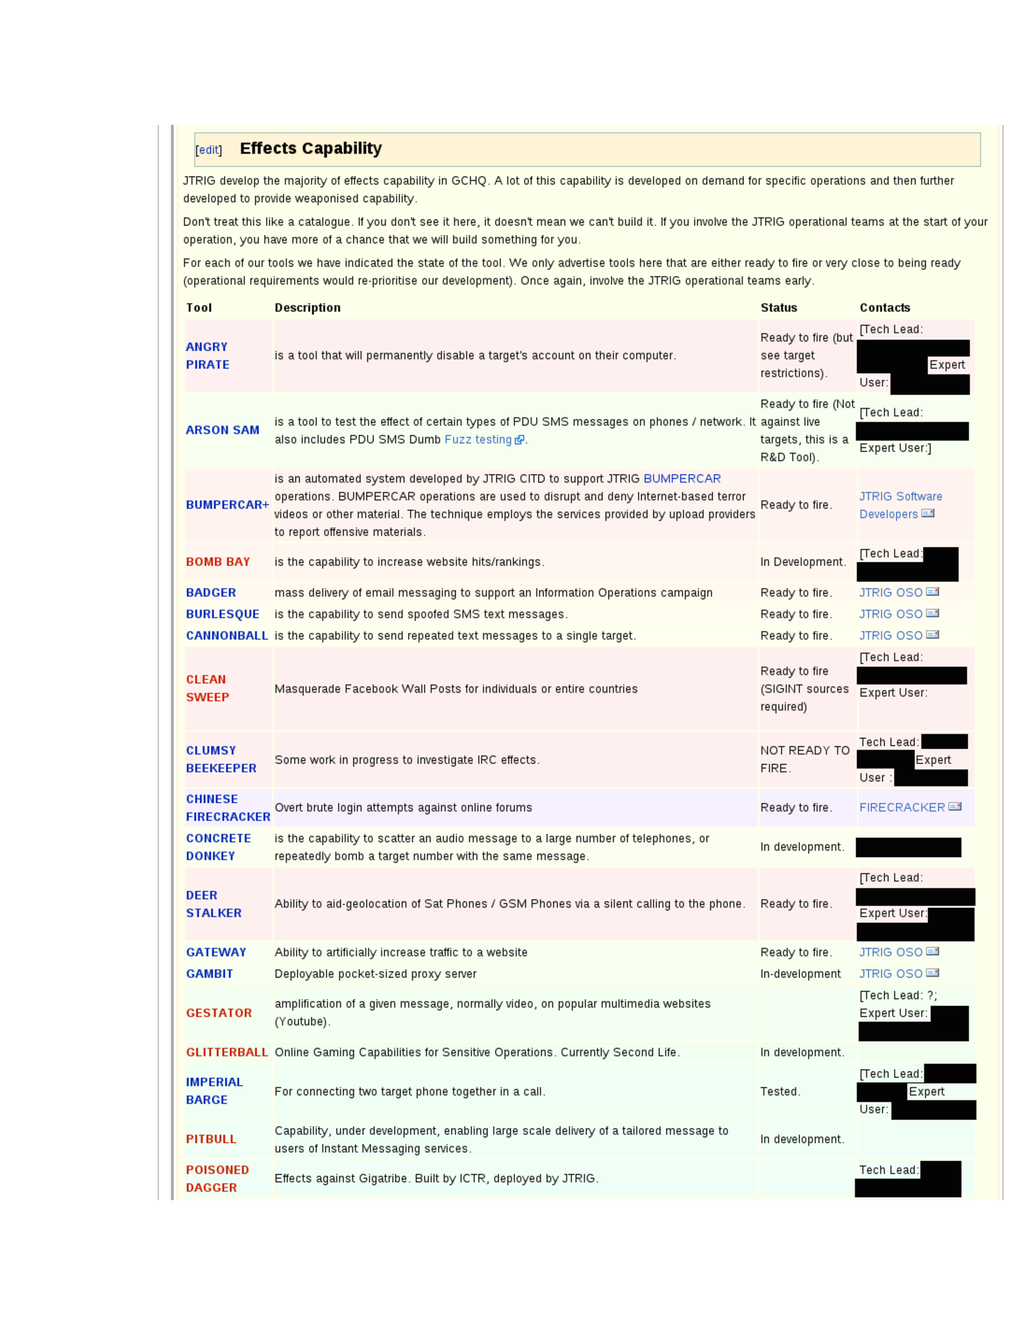 [edit] Effects Capability
JTRIG develop the majority of effects capability in GCHQ. A lot of this capability is developed on demand for specific operations and then further
developed to provide weaponised capability.
Don't treat this like a catalogue. If you don't see it here, it doesn't mean we can't build it. If you involve the JTRIG operational teams at the start of your
operation, you have more of a chance that we will build something for you.
For each of our tools we have indicated the state of the tool. We only advertise tools here that are either ready to fire or very close to being ready
(operational requirements would re-prioritise our development). Once again, involve the JTRIG operational teams early.
Tool Description Status Contacts
ANGRY
PIRATE
is a tool that will permanently disable a target's account on their computer.
Ready to fire (but
see target
restrictions).
[Tech Lead:
Expert
User:
ARSON SAM
is a tool to test the effect of certain types of PDU SMS messages on phones / network. It
also includes PDU SMS Dumb Fuzz testing.
Ready to fire (Not
against live
targets, this is a
R&D Tool).
[Tech Lead:
Expert User:]
BUMPERCAR+
is an automated system developed by JTRIG CITD to support JTRIG BUMPERCAR
operations. BUMPERCAR operations are used to disrupt and deny Internet-based terror
videos or other material. The technique employs the services provided by upload providers
to report offensive materials.
Ready to fire.
JTRIG Software
Developers
BOMB BAY
is the capability to increase website hits/rankings.
In Development.
[Tech Lead:
BADGER mass delivery of email messaging to support an Information Operations campaign Ready to fire. JTRIG OSO
BURLESQUE is the capability to send spoofed SMS text messages. Ready to fire. JTRIG OSO
CANNONBALL is the capability to send repeated text messages to a single target. Ready to fire. JTRIG OSO
CLEAN
SWEEP
Masquerade Facebook Wall Posts for individuals or entire countries
Ready to fire
(SIGINT sources
required)
[Tech Lead:
Expert User:
CLUMSY
BEEKEEPER
Some work in progress to investigate IRC effects.
NOT READY TO
FIRE.
Tech Lead:
Expert
User :
CHINESE
FIRECRACKER
Overt brute login attempts against online forums
Ready to fire.
FIRECRACKER
CONCRETE
DONKEY
is the capability to scatter an audio message to a large number of telephones, or
repeatedly bomb a target number with the same message.
In development.
DEER
STALKER
Ability to aid-geolocation of Sat Phones / GSM Phones via a silent calling to the phone.
Ready to fire.
[Tech Lead:
Expert User:
GATEWAY Ability to artificially increase traffic to a website Ready to fire. JTRIG OSO
GAMBIT Deployable pocket-sized proxy server In-development JTRIG OSO
GESTATOR
amplification of a given message, normally video, on popular multimedia websites
(Youtube).
[Tech Lead: ?;
Expert User:
GLITTERBALL Online Gaming Capabilities for Sensitive Operations. Currently Second Life. In development.
IMPERIAL
BARGE
For connecting two target phone together in a call.
Tested.
[Tech Lead:
Expert
User:
PITBULL
Capability, under development, enabling large scale delivery of a tailored message to
users of Instant Messaging services.
In development.
POISONED
DAGGER
Effects against Gigatribe. Built by ICTR, deployed by JTRIG.
Tech Lead: